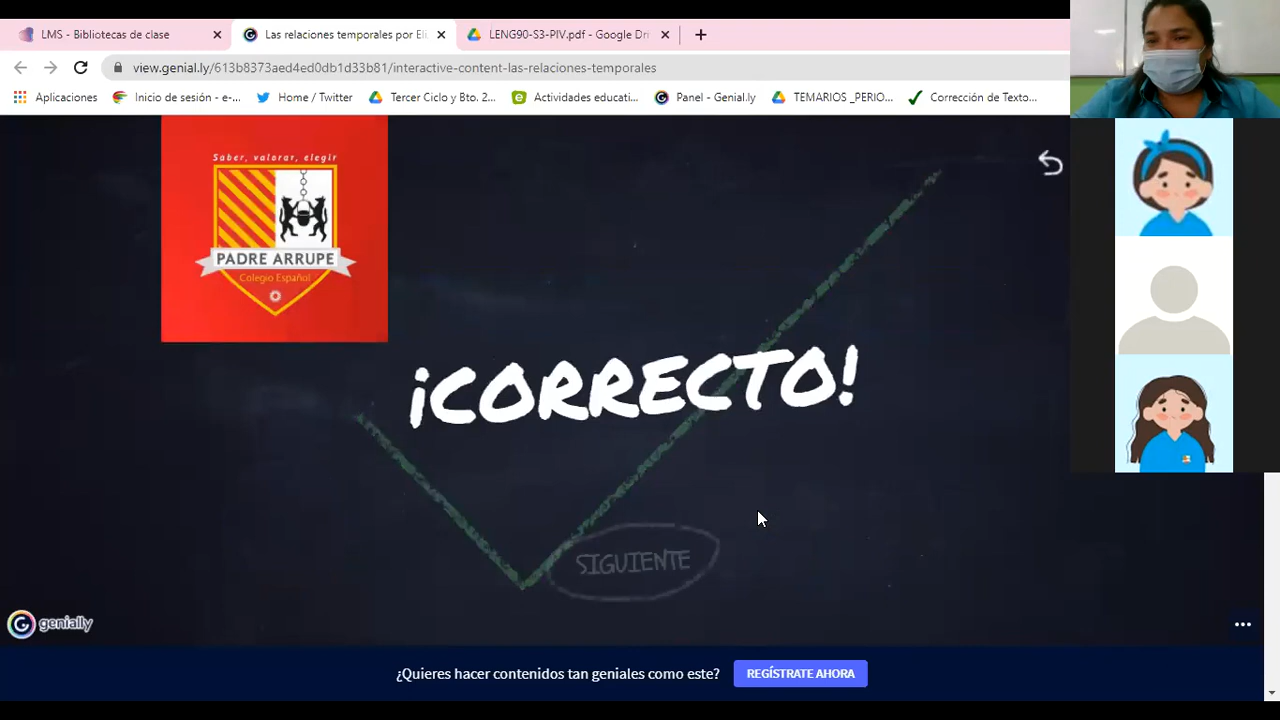 LMS - Bibliotecas de clase
Las relaciones temporales por Eli
LENG90-S3-PIV.pdf - Google Dri
view.genial.ly/613b8373aed4ed0db1d33b81/interactive-content-las-relaciones-temporales
Aplicaciones
Inicio de sesión - e-...
Home / Twitter
Tercer Ciclo y Bto. 2...
Actividades educati...
Panel - Genial.ly
TEMARIOS _PERIO...
Corrección de Texto...
Saber, valorar, elegir
PADRE ARRUPE
Colegio Español
¡CORRECTO!
SIGUIENTE
genially
¿Quieres hacer contenidos tan geniales como este?
REGÍSTRATE AHORA